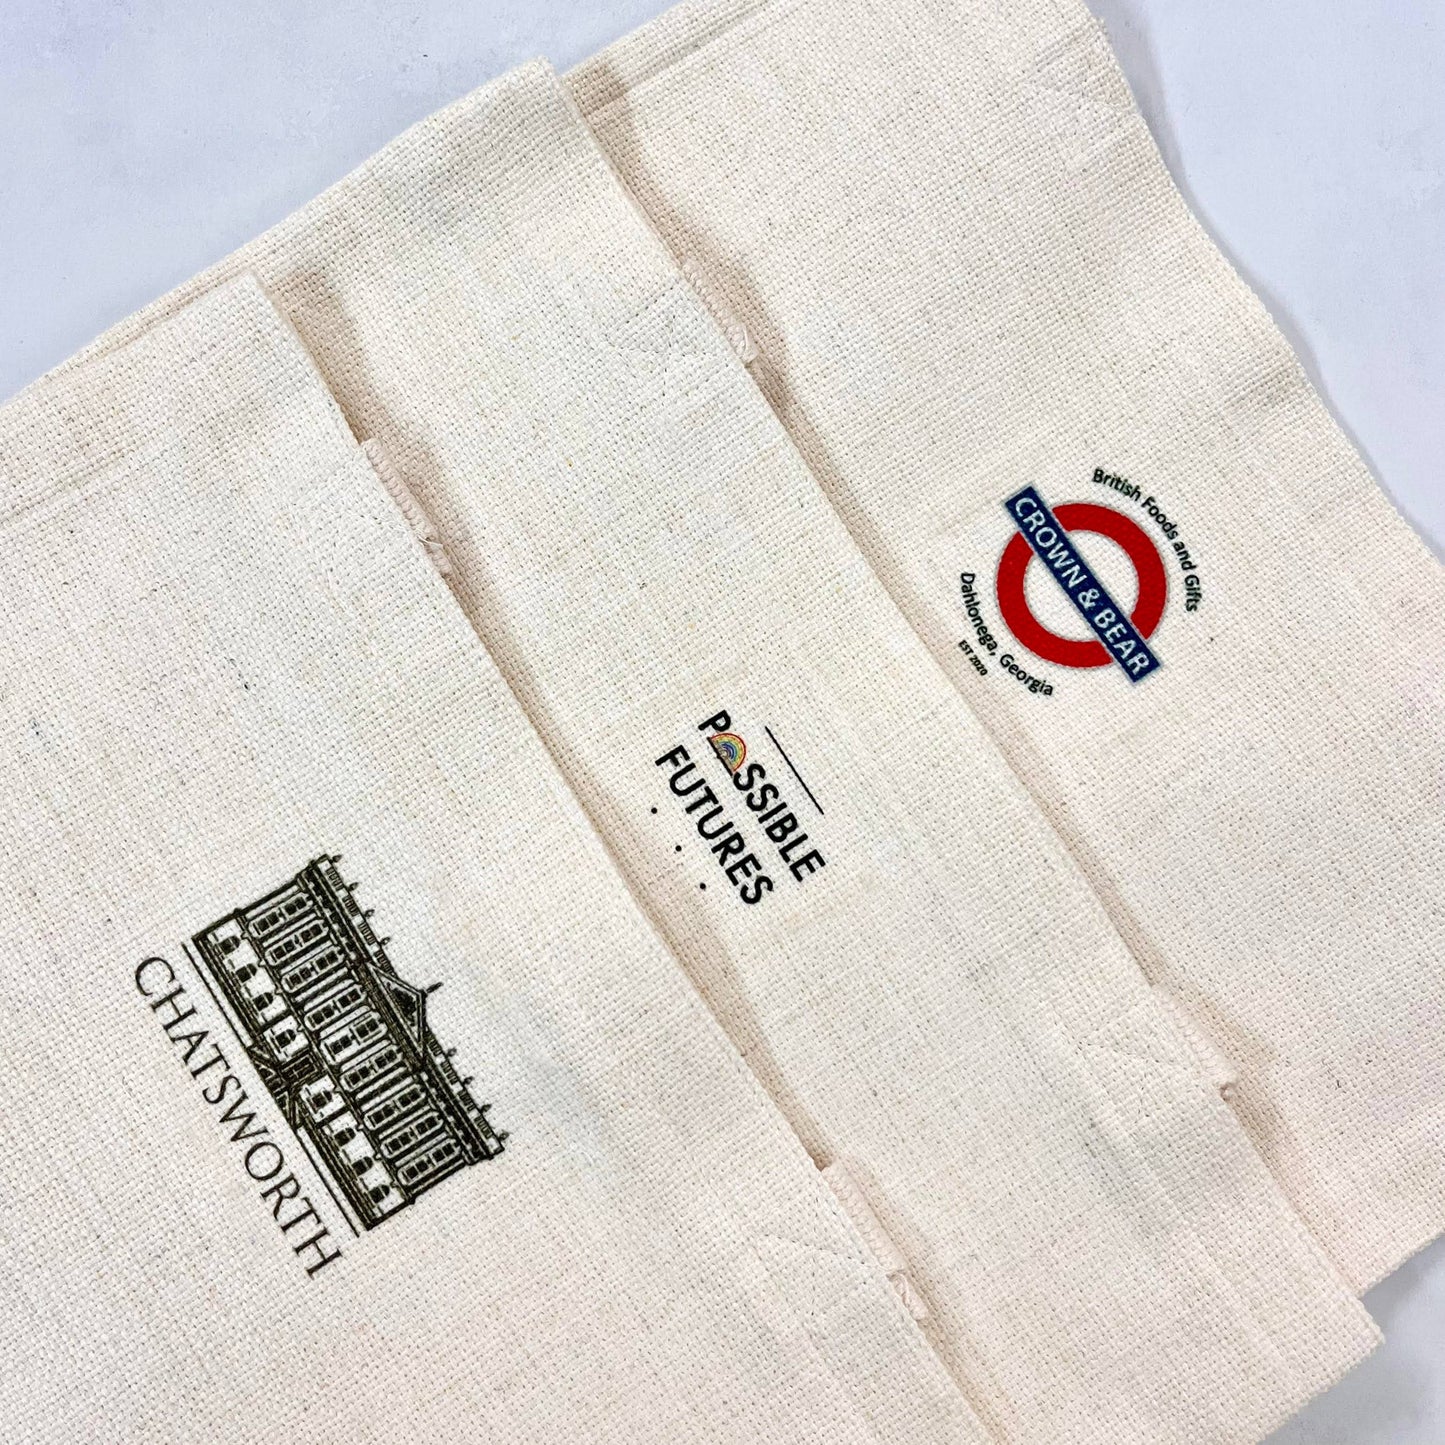 CHATSWORTH
POSSIBLE
FUTURES
British Foods and Gifts
CROWN & BEAR
Dahlonega, Georgia
EST 2020